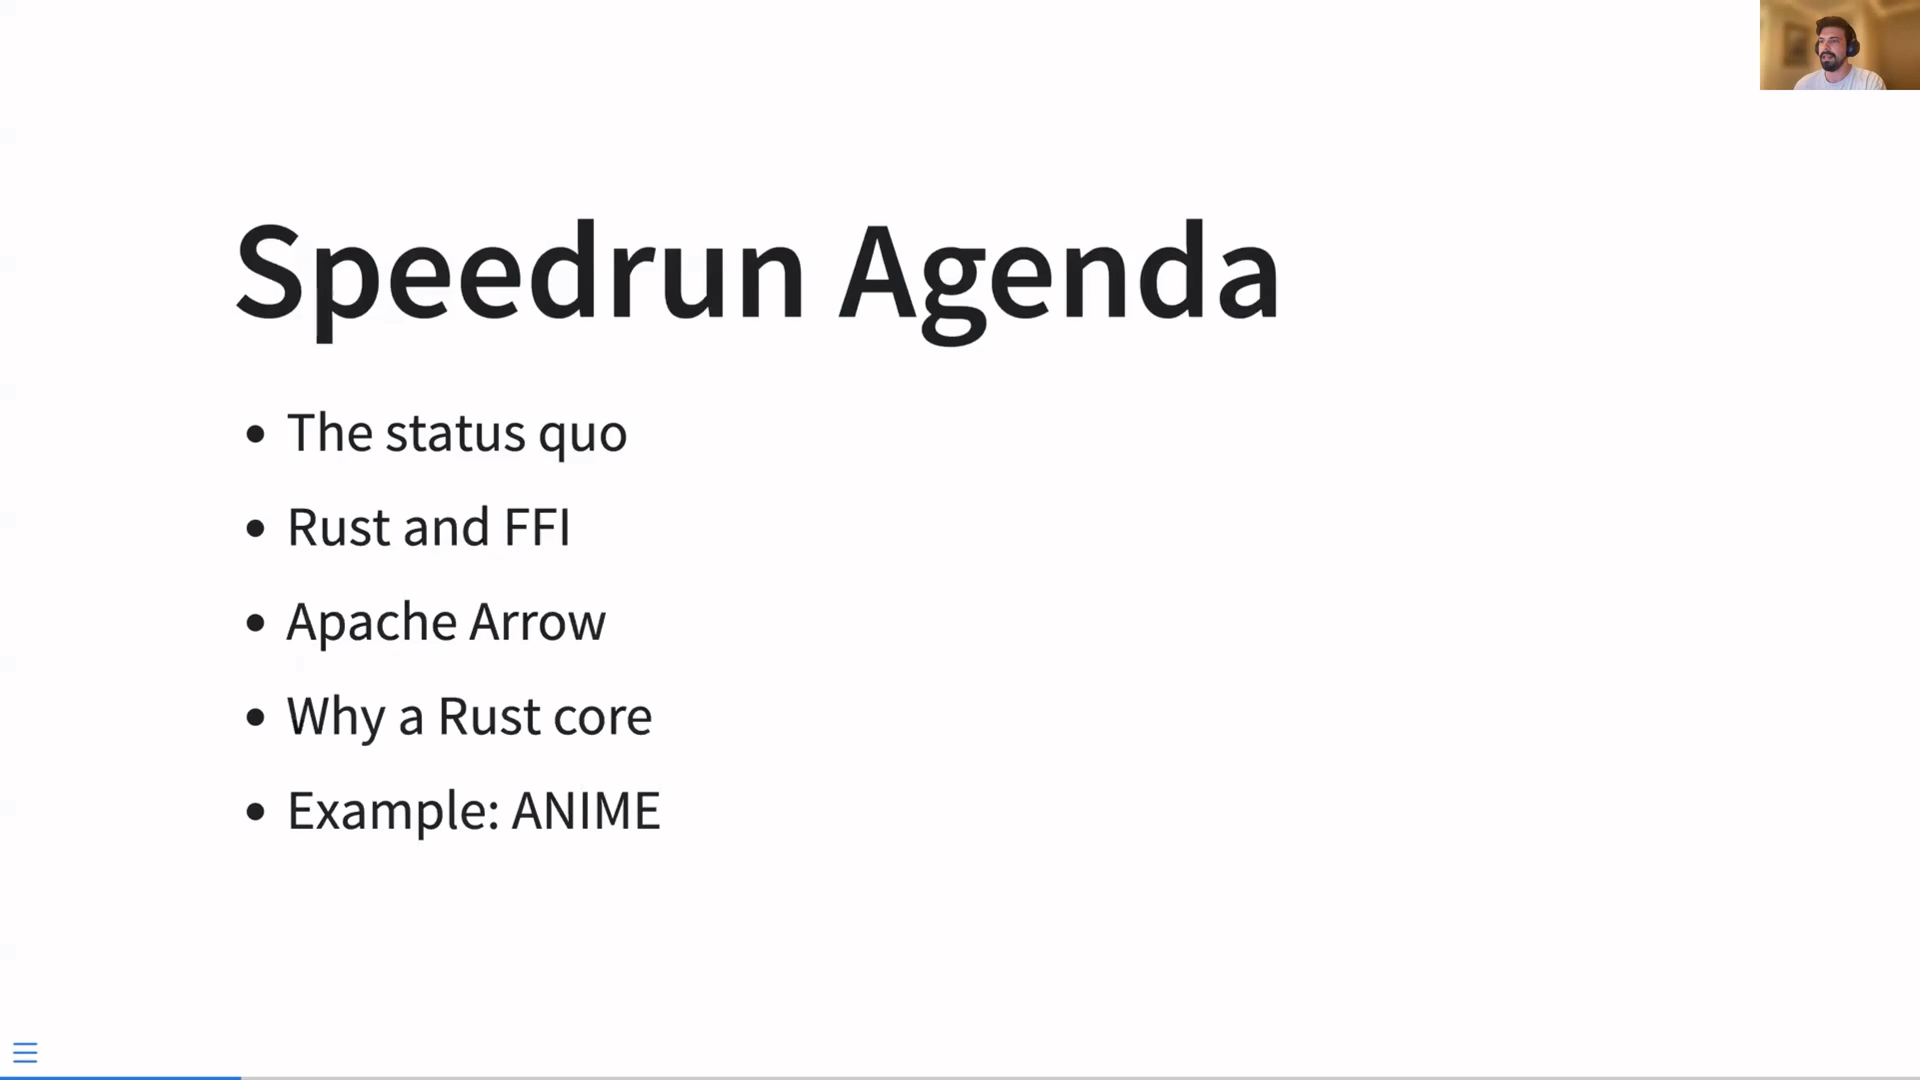 Speedrun Agenda
• The status quo
• Rust and FFI
• Apache Arrow
• Why a Rust core
• Example: ANIME